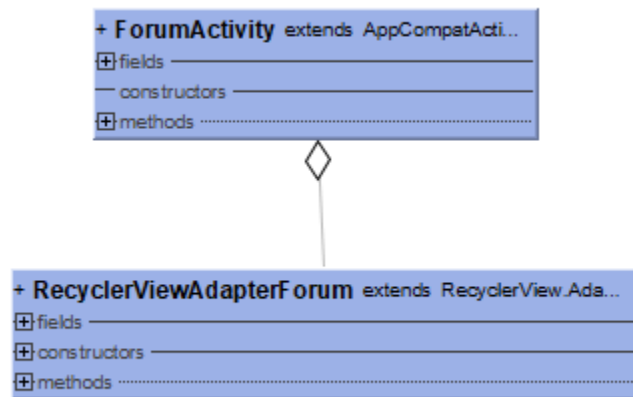 + ForumActivity extends AppCompatActi...
fields
constructors
methods
+ RecyclerViewAdapterForum extends RecyclerView.Ada...
fields
constructors
methods